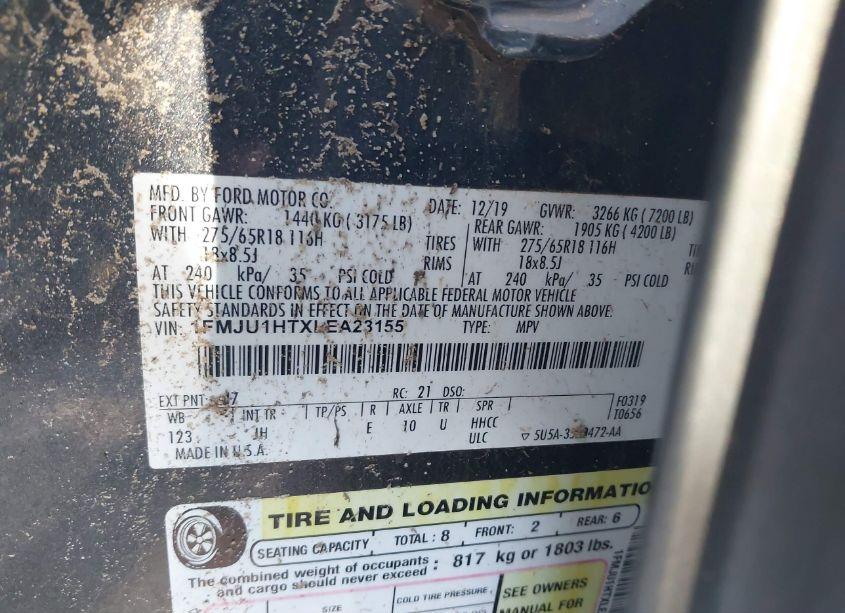 MFD. BY FORD MOTOR CO.
DATE: 12/19 GVWR: 3266 KG ( 7200 LB)
FRONT GAWR: 1440 KG ( 3175 LB) REAR GAWR: 1905 KG ( 4200 LB)
WITH 275/65R18 116H TIRES WITH 275/65R18 116H TIR
18x8.5J RIMS 18x8.5J RIM
AT 240 kPa/ 35 PSI COLD AT 240 kPa/ 35 PSI COLD
THIS VEHICLE CONFORMS TO ALL APPLICABLE FEDERAL MOTOR VEHICLE
SAFETY STANDARDS IN EFFECT ON THE DATE OF MANUFACTURE SHOWN ABOVE.
VIN: 1FMJU1HTXLEA23155 TYPE: MPV
EXT PNT: RC: 21 DSO:
WB INT TR TP/PS R AXLE TR SPR F0319
T0656
123 JH E 10 U HHCC
ULC
MADE IN U.S.A.
TIRE AND LOADING INFORMATIO
SEATING CAPACITY TOTAL : 8 FRONT: 2 REAR: 6
The combined weight of occupants : 817 kg or 1803 lbs.
and cargo should never exceed
SIZE COLD TIRE PRESSURE SEE OWNERS
MANUAL FOR
1FMJU1HTXLE